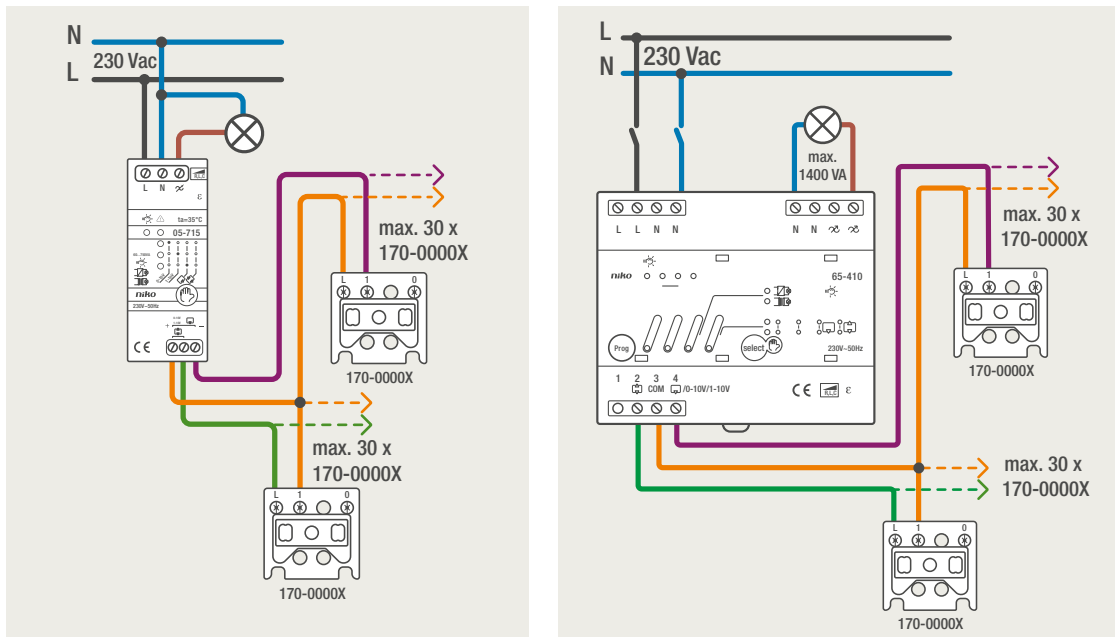 N
230 Vac
L
L N
R,L,C
ε
ta=35°C
05-715
niko
230V~50Hz
+ –
CE
max. 30 x
170-0000X
L 1 0
170-0000X
max. 30 x
170-0000X
L 1 0
170-0000X
L
230 Vac
N
max.
1400 VA
L L N N
N N
niko
65-410
Prog
select
230V~50Hz
1 2 3 4
COM /0-10V/1-10V
CE R,L,C ε
max. 30 x
170-0000X
L 1 0
170-0000X
max. 30 x
170-0000X
L 1 0
170-0000X